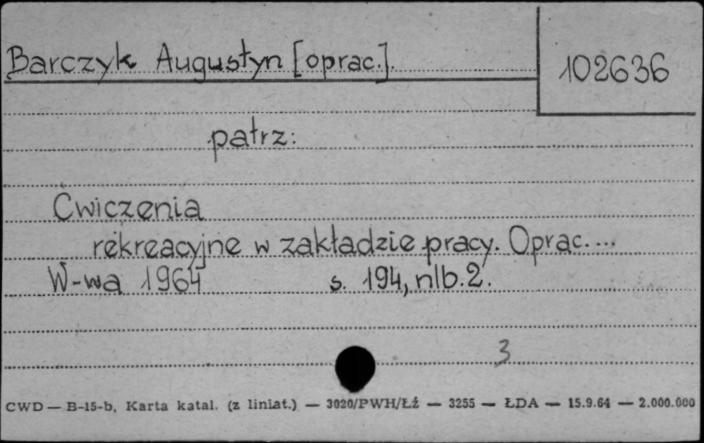 Barczyk Augustyn [oprac.].
102636
patrz:
Ćwiczenia
rekreacyjne w zakładzie pracy. Oprac....
W-wa 1964 s. 194, nlb. 2.
3
CWD — B-15-b, Karta katal. (z liniat.) — 3020/PWH/Łź — 3255 — ŁDA — 15.9.64 — 2.000.000